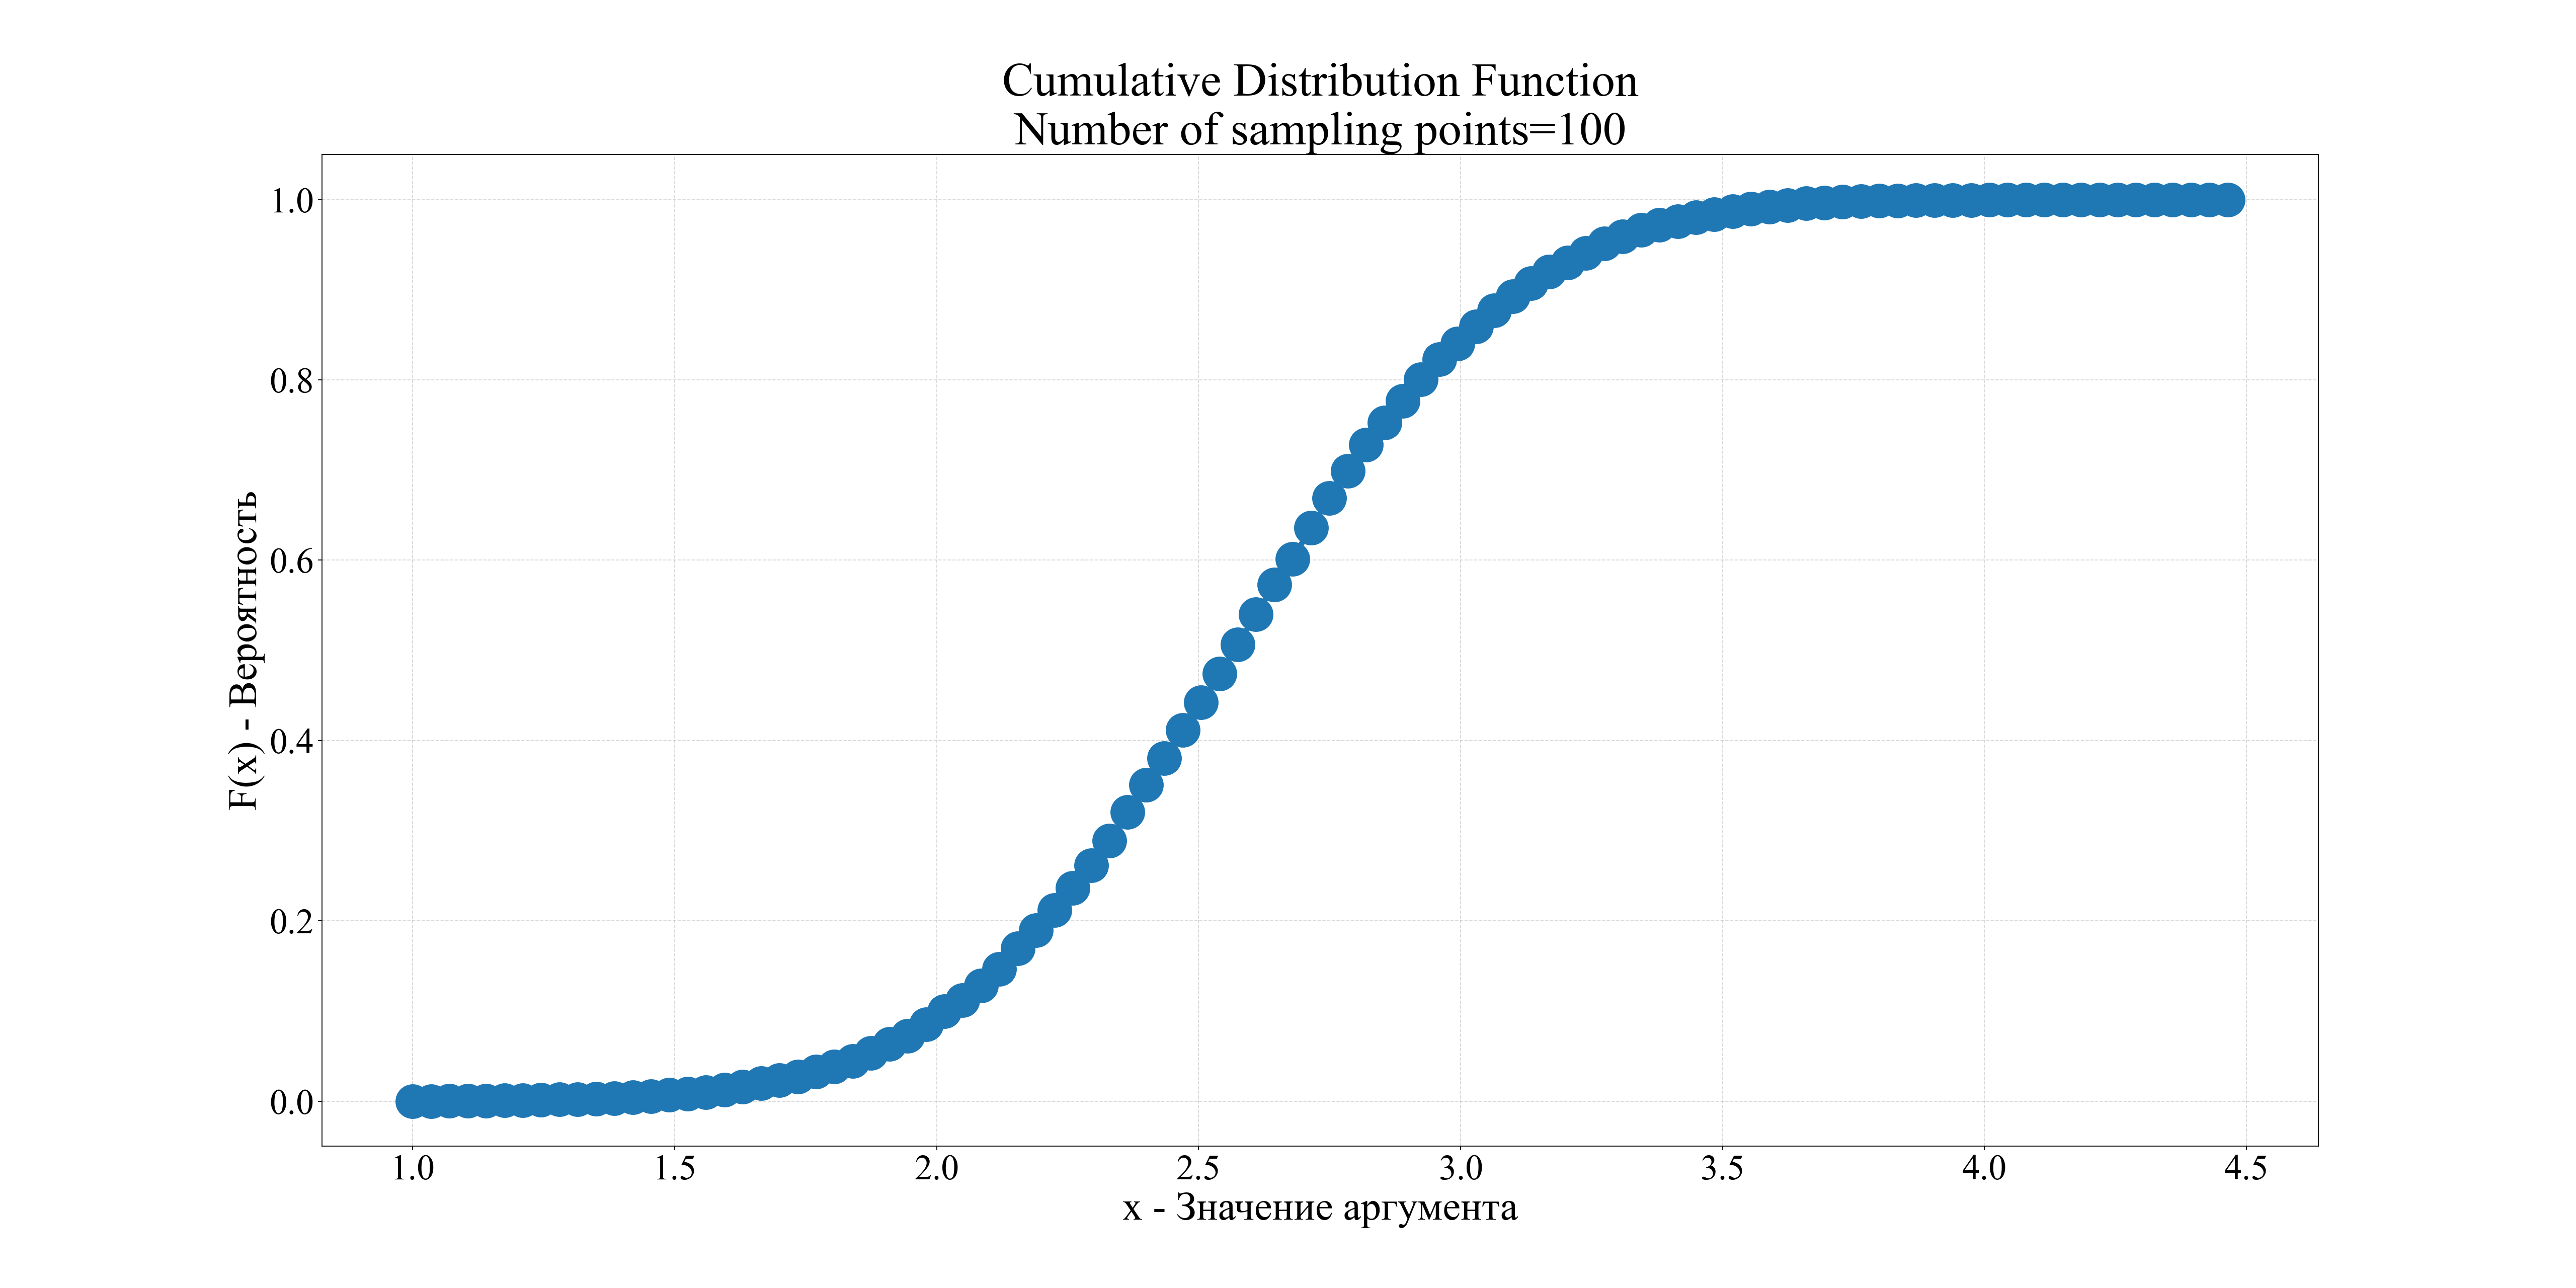 Cumulative Distribution Function
Number of sampling points=100
F(x) - Вероятность
1.0
0.8
0.6
0.4
0.2
0.0
1.0 1.5 2.0 2.5 3.0 3.5 4.0 4.5
x - Значение аргумента